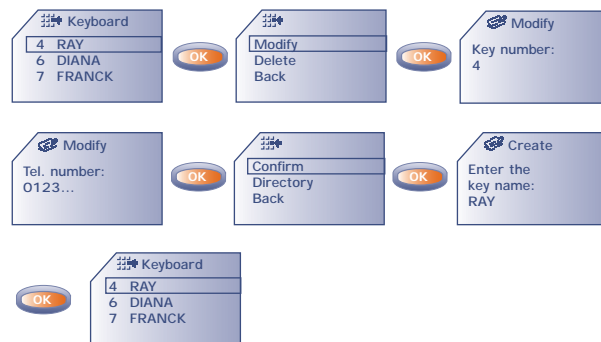 Keyboard
4 RAY
6 DIANA
7 FRANCK
OK
Modify
Delete
Back
OK
Modify
Key number:
4
Modify
Tel. number:
0123...
OK
Confirm
Directory
Back
OK
Create
Enter the
key name:
RAY
OK
Keyboard
4 RAY
6 DIANA
7 FRANCK